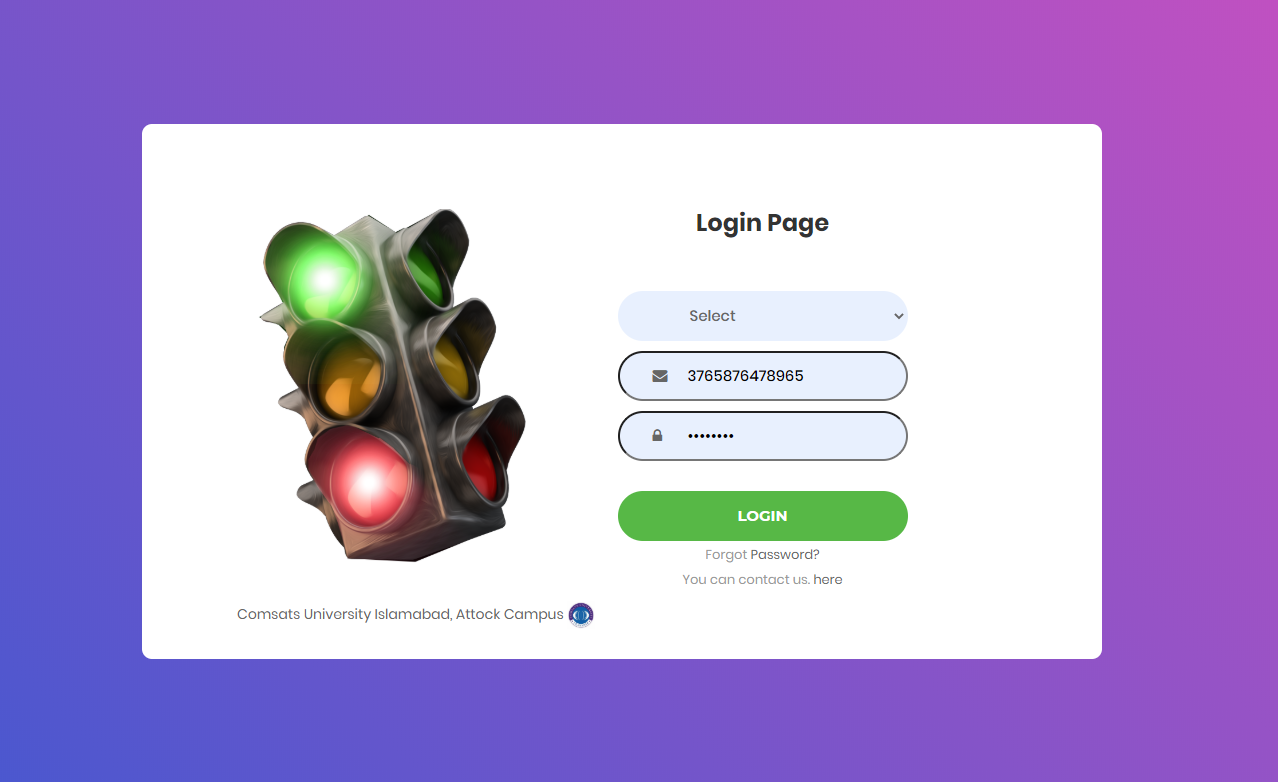 Login Page
Select
3765876478965
••••••••
LOGIN
Forgot Password?
You can contact us. here
Comsats University Islamabad, Attock Campus